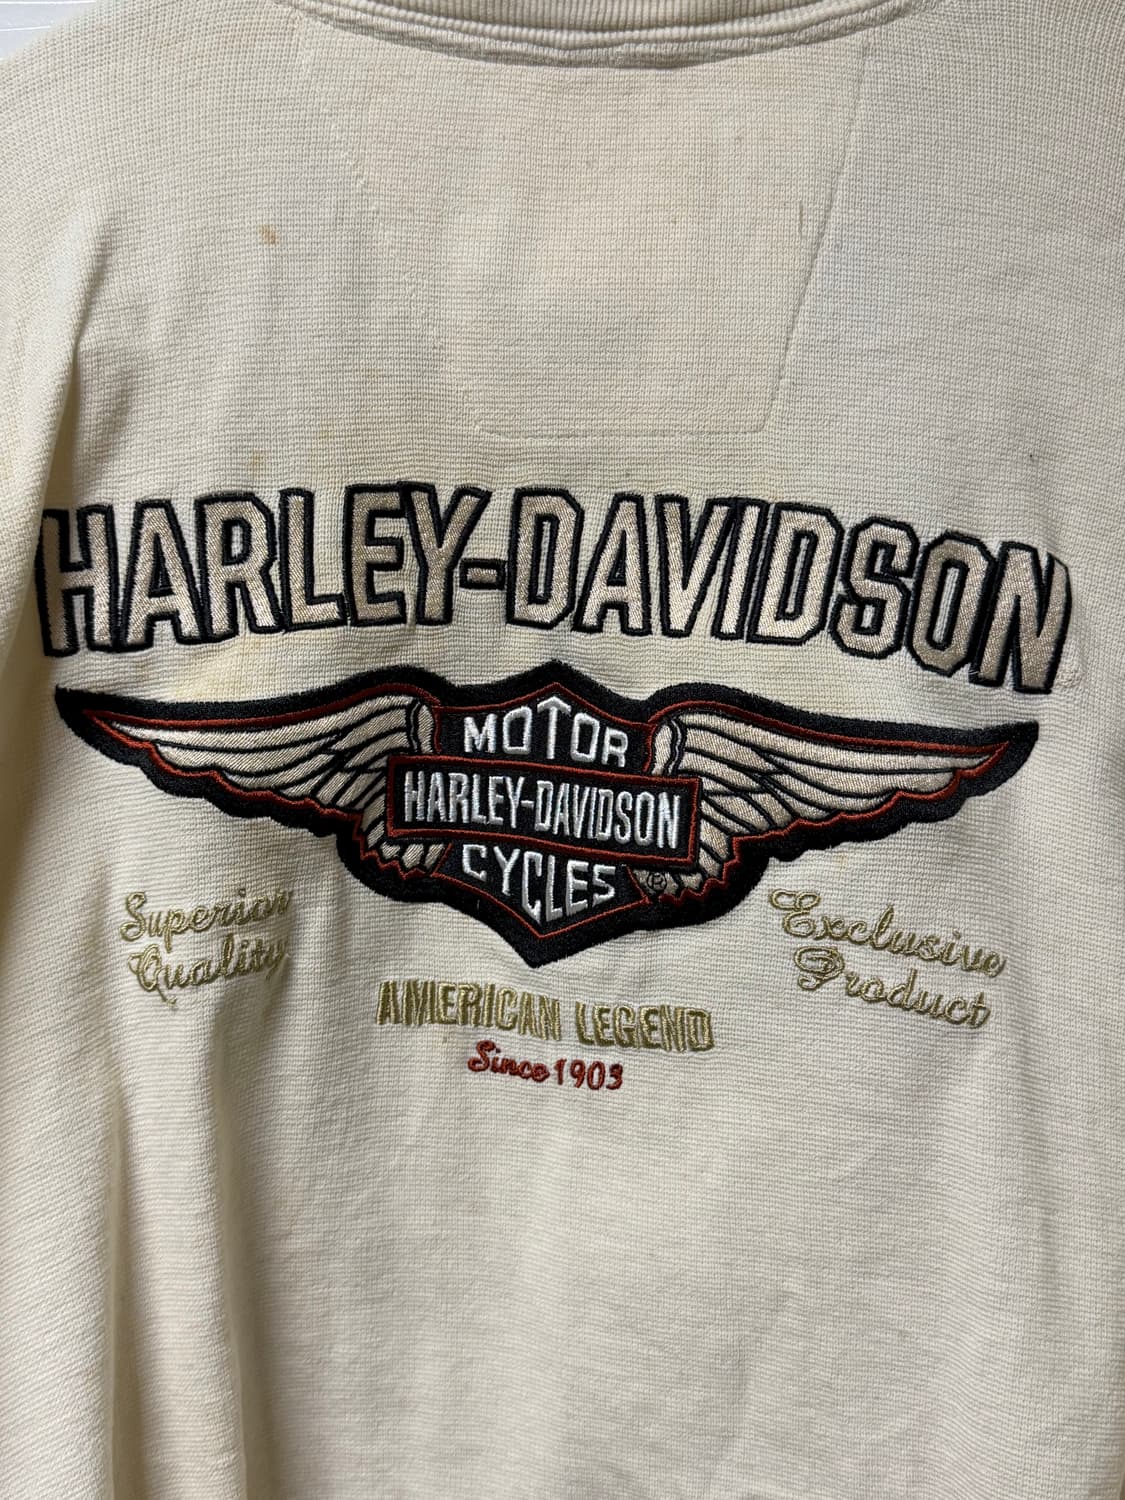 HARLEY-DAVIDSON
MOTOR
HARLEY-DAVIDSON
CYCLES
®
Superior
Quality
Exclusive
Product
AMERICAN LEGEND
Since 1903